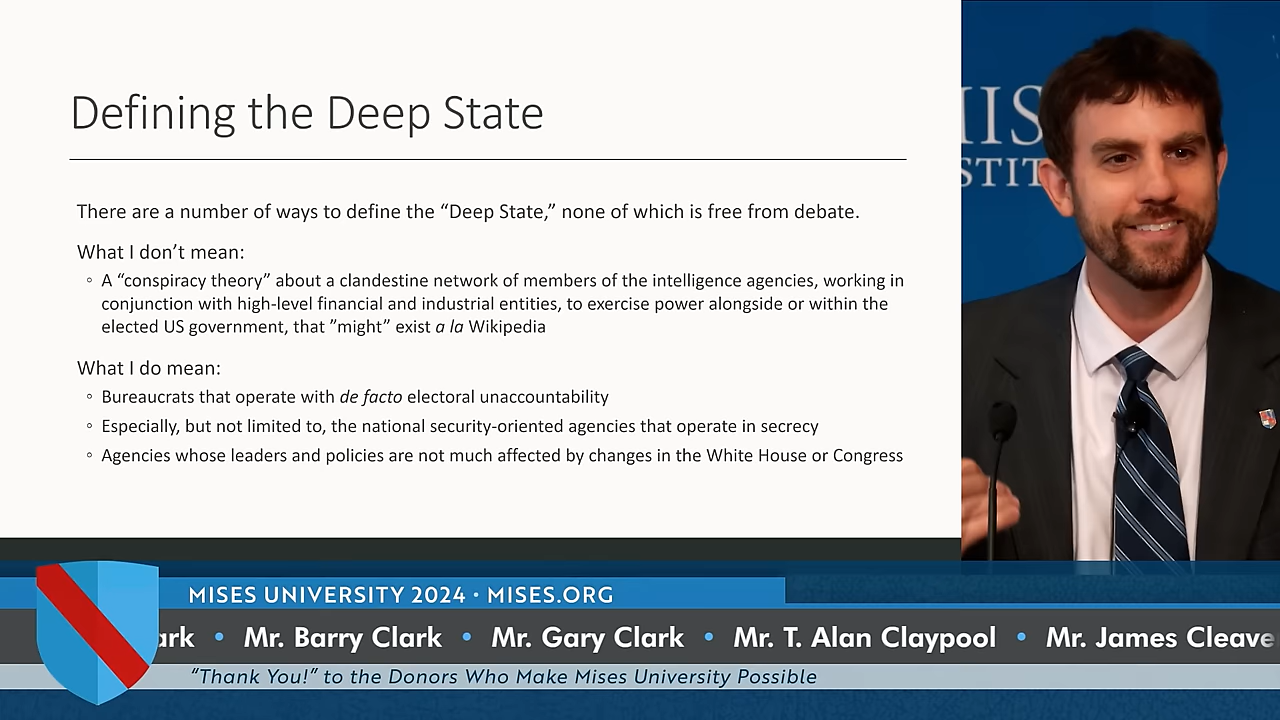 Defining the Deep State
There are a number of ways to define the “Deep State,” none of which is free from debate.
What I don’t mean:
◦ A “conspiracy theory” about a clandestine network of members of the intelligence agencies, working in
conjunction with high-level financial and industrial entities, to exercise power alongside or within the
elected US government, that ”might” exist a la Wikipedia
What I do mean:
◦ Bureaucrats that operate with de facto electoral unaccountability
◦ Especially, but not limited to, the national security-oriented agencies that operate in secrecy
◦ Agencies whose leaders and policies are not much affected by changes in the White House or Congress
MIS
STIT
MISES UNIVERSITY 2024 • MISES.ORG
ark • Mr. Barry Clark • Mr. Gary Clark • Mr. T. Alan Claypool • Mr. James Cleave
“Thank You!” to the Donors Who Make Mises University Possible